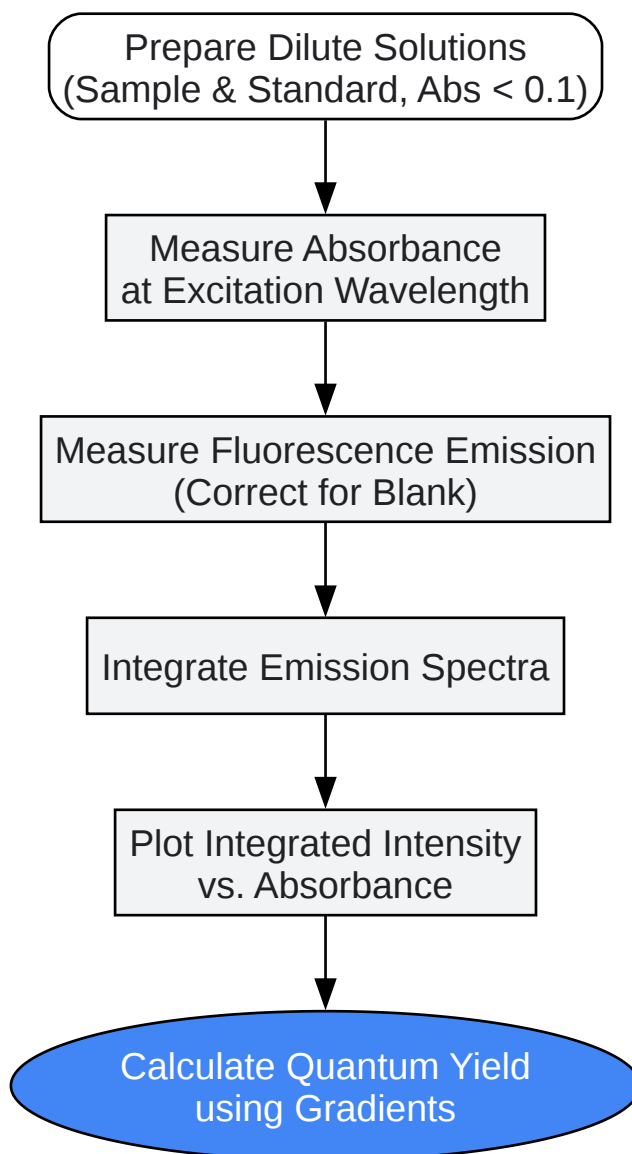 Prepare Dilute Solutions
(Sample & Standard, Abs < 0.1)
Measure Absorbance
at Excitation Wavelength
Measure Fluorescence Emission
(Correct for Blank)
Integrate Emission Spectra
Plot Integrated Intensity
vs. Absorbance
Calculate Quantum Yield
using Gradients